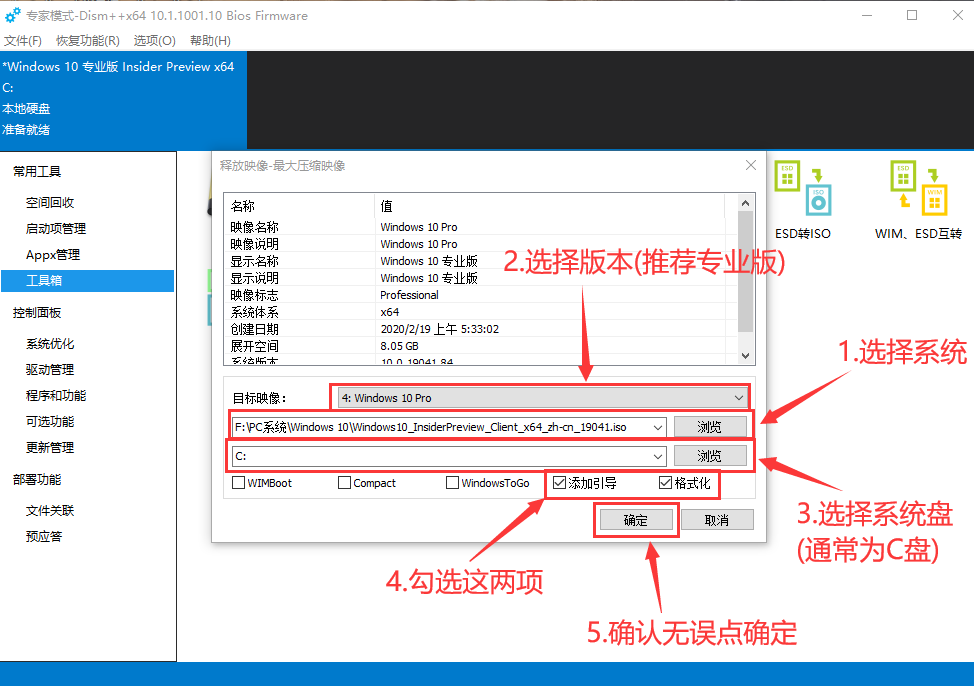 专家模式-Dism++x64 10.1.1001.10 Bios Firmware
文件(F) 恢复功能(R) 选项(O) 帮助(H)
*Windows 10 专业版 Insider Preview x64
C:
本地硬盘
准备就绪
常用工具
空间回收
启动项管理
Appx管理
工具箱
控制面板
系统优化
驱动管理
程序和功能
可选功能
更新管理
部署功能
文件关联
预应答
释放映像-最大压缩映像
名称 值
映像名称 Windows 10 Pro
映像说明 Windows 10 Pro
显示名称 Windows 10 专业版
显示说明 Windows 10 专业版
映像标志 Professional
系统体系 x64
创建日期 2020/2/19 上午 5:33:02
展开空间 8.05 GB
系统版本 10.0.19041.84
目标映像： 4: Windows 10 Pro
F:\PC系统\Windows 10\Windows10_InsiderPreview_Client_x64_zh-cn_19041.iso 浏览
C: 浏览
WIMBoot Compact WindowsToGo 添加引导 格式化
确定 取消
ESD ISO
ESD转ISO
ESD WIM
WIM、ESD互转
2.选择版本(推荐专业版)
1.选择系统
3.选择系统盘
(通常为C盘)
4.勾选这两项
5.确认无误点确定